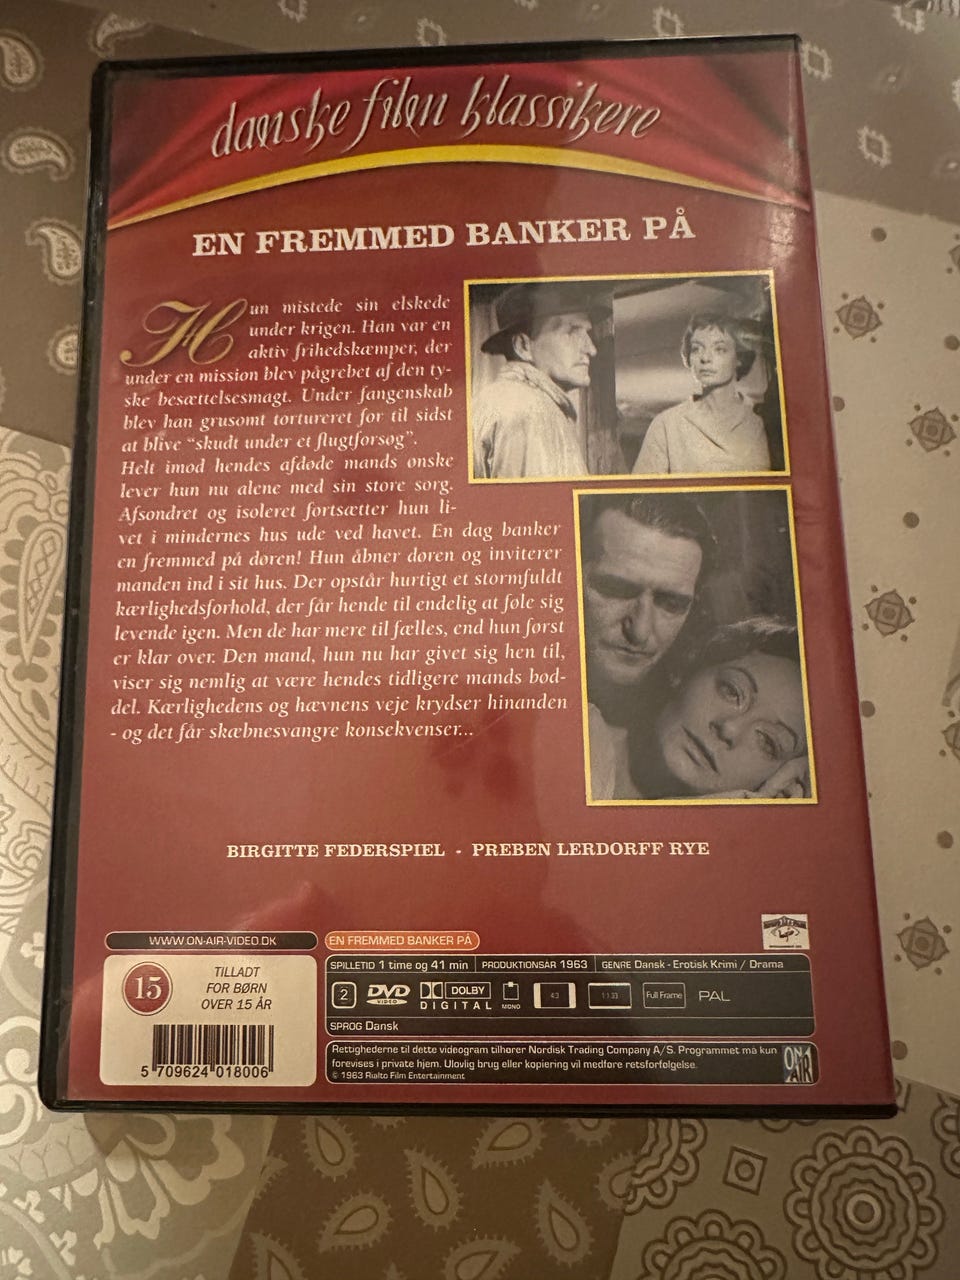 danske film klassikere
EN FREMMED BANKER PÅ
Hun mistede sin elskede
under krigen. Han var en
aktiv frihedskæmper, der
under en mission blev pågrebet af den ty-
ske besættelsesmagt. Under fangenskab
blev han grusomt tortureret for til sidst
at blive "skudt under et flugtforsøg".
Helt imod hendes afdøde mands ønske
lever hun nu alene med sin store sorg.
Afsondret og isoleret fortsætter hun li-
vet i mindernes hus ude ved havet. En dag banker
en fremmed på døren! Hun åbner døren og inviterer
manden ind i sit hus. Der opstår hurtigt et stormfuldt
kærlighedsforhold, der får hende til endelig at føle sig
levende igen. Men de har mere til fælles, end hun først
er klar over. Den mand, hun nu har givet sig hen til,
viser sig nemlig at være hendes tidligere mands bød-
del. Kærlighedens og hævnens veje krydser hinanden
- og det får skæbnesvangre konsekvenser...
BIRGITTE FEDERSPIEL - PREBEN LERDORFF RYE
WWW.ON-AIR-VIDEO.DK
EN FREMMED BANKER PÅ
15
TILLADT
FOR BØRN
OVER 15 ÅR
5 709624 018006
SPILLETID 1 time og 41 min PRODUKTIONSÅR 1963 GENRE Dansk - Erotisk Krimi / Drama
2 DVD VIDEO DOLBY DIGITAL MONO 4:3 1:1.33 Full Frame PAL
SPROG Dansk
Rettighederne til dette videogram tilhører Nordisk Trading Company A/S. Programmet må kun
forevises i private hjem. Ulovlig brug eller kopiering vil medføre retsforfølgelse.
© 1963 Rialto Film Entertainment
ON AIR